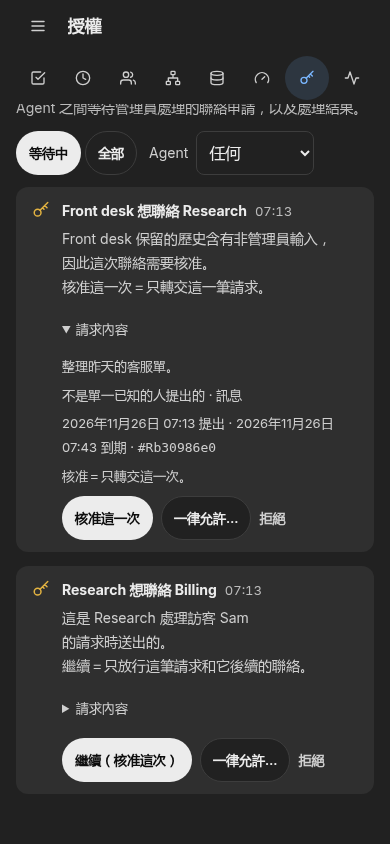 授權
Agent 之間等待管理員處理的聯絡申請，以及處理結果。
等待中 全部 Agent 任何
Front desk 想聯絡 Research 07:13
Front desk 保留的歷史含有非管理員輸入，
因此這次聯絡需要核准。
核准這一次＝只轉交這一筆請求。
▼ 請求內容
整理昨天的客服單。
不是單一已知的人提出的 · 訊息
2026年11月26日 07:13 提出 · 2026年11月26日
07:43 到期 · #Rb30986e0
核准＝只轉交這一次。
核准這一次 一律允許… 拒絕
Research 想聯絡 Billing 07:13
這是 Research 處理訪客 Sam
的請求時送出的。
繼續＝只放行這筆請求和它後續的聯絡。
▶ 請求內容
繼續（核准這次） 一律允許… 拒絕